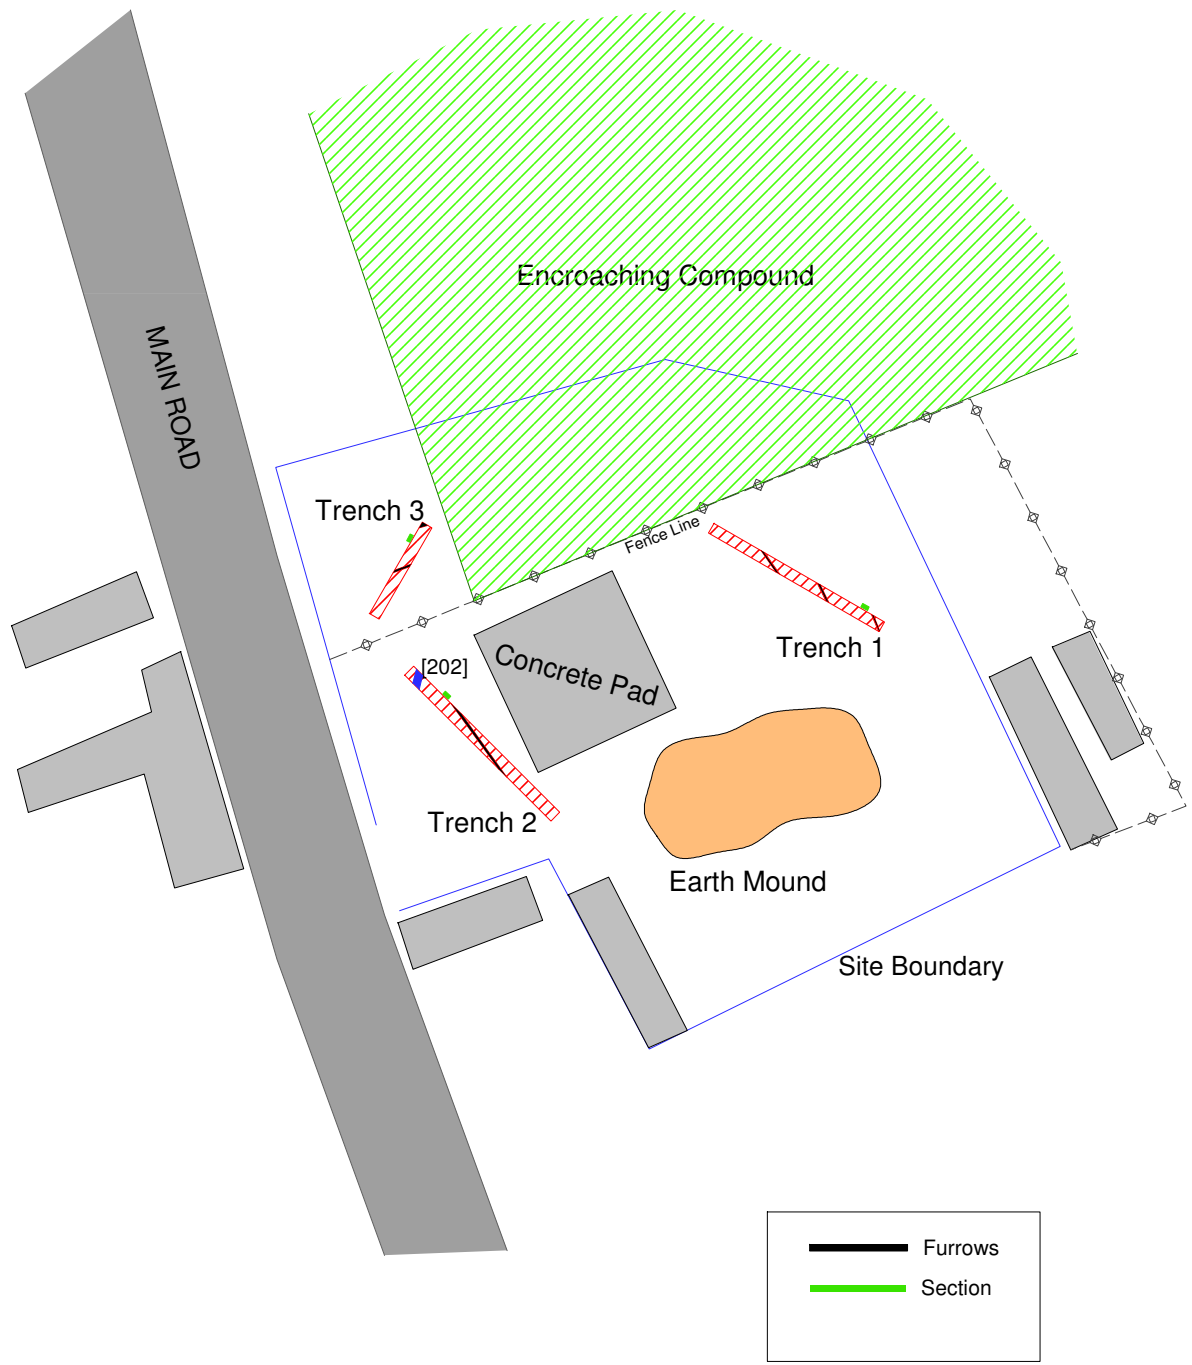 Encroaching Compound
MAIN ROAD
Trench 3
Fence Line
Trench 1
[202]
Concrete Pad
Trench 2
Earth Mound
Site Boundary
Furrows
Section